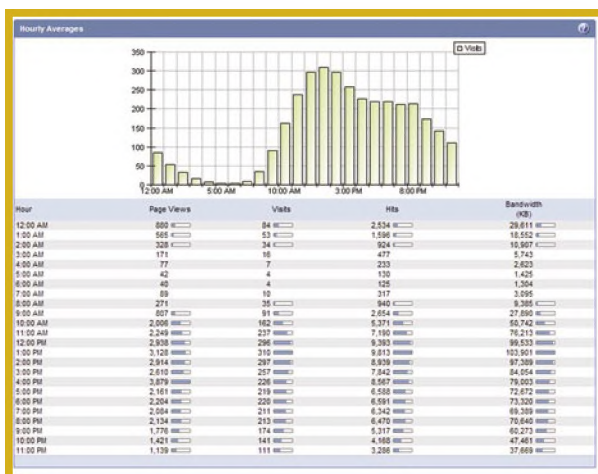 Hourly Averages
Visits
350
300
250
200
150
100
50
0
12:00 AM 5:00 AM 10:00 AM 3:00 PM 8:00 PM
Hour Page Views Visits Hits Bandwidth (KB)
12:00 AM 880 84 2,534 29,611
1:00 AM 565 53 1,596 18,552
2:00 AM 328 34 924 10,907
3:00 AM 171 16 477 5,743
4:00 AM 77 7 233 2,623
5:00 AM 42 4 130 1,425
6:00 AM 40 4 125 1,304
7:00 AM 89 10 317 3,095
8:00 AM 271 35 940 9,385
9:00 AM 807 91 2,654 27,890
10:00 AM 2,006 162 5,371 50,742
11:00 AM 2,249 237 7,190 76,213
12:00 PM 2,938 296 9,393 99,533
1:00 PM 3,128 310 9,813 103,901
2:00 PM 2,914 297 8,939 97,389
3:00 PM 2,610 257 7,842 84,054
4:00 PM 3,879 226 8,567 79,003
5:00 PM 2,161 219 6,588 72,672
6:00 PM 2,204 220 6,591 73,320
7:00 PM 2,084 211 6,342 69,389
8:00 PM 2,134 213 6,470 70,640
9:00 PM 1,776 174 5,317 60,273
10:00 PM 1,421 141 4,168 47,461
11:00 PM 1,139 111 3,286 37,669